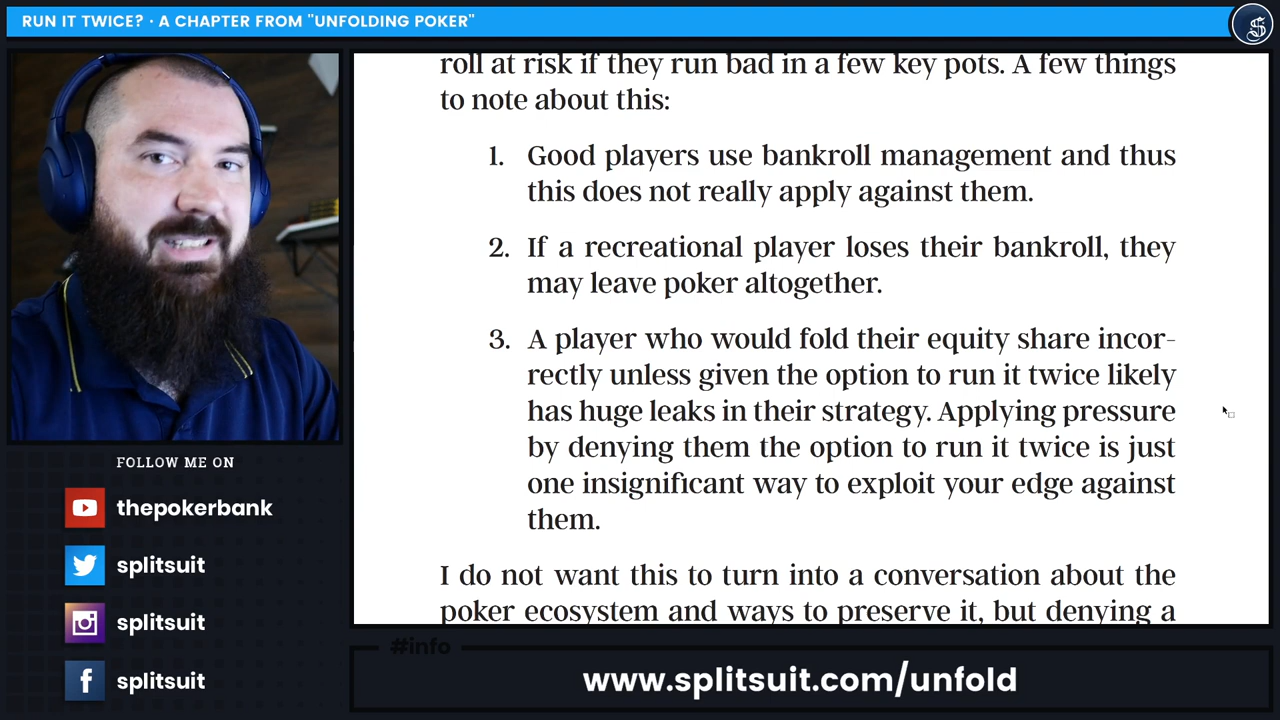 RUN IT TWICE? · A CHAPTER FROM "UNFOLDING POKER"
S
roll at risk if they run bad in a few key pots. A few things
to note about this:
1. Good players use bankroll management and thus
this does not really apply against them.
2. If a recreational player loses their bankroll, they
may leave poker altogether.
3. A player who would fold their equity share incor-
rectly unless given the option to run it twice likely
has huge leaks in their strategy. Applying pressure
by denying them the option to run it twice is just
one insignificant way to exploit your edge against
them.
I do not want this to turn into a conversation about the
poker ecosystem and ways to preserve it, but denying a
FOLLOW ME ON
thepokerbank
splitsuit
splitsuit
f splitsuit
#info
www.splitsuit.com/unfold